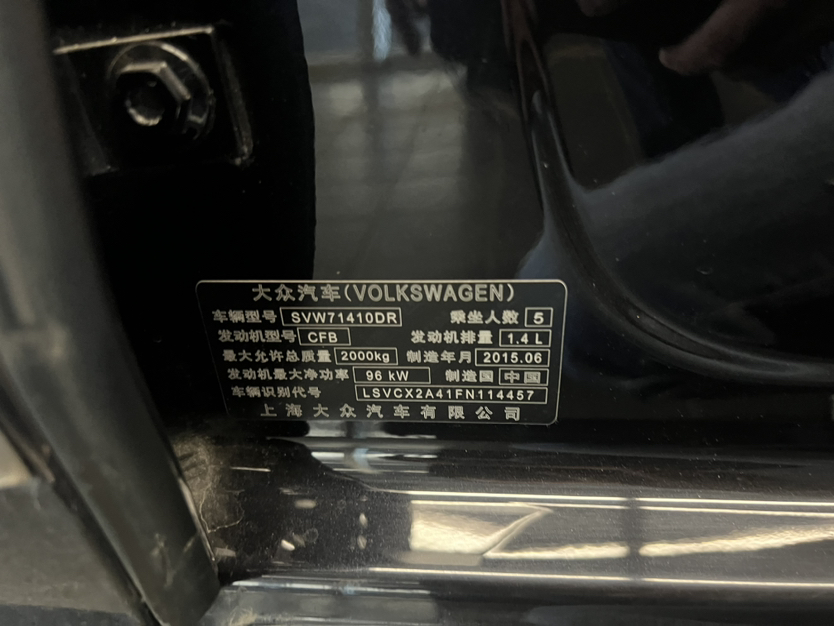 大众汽车(VOLKSWAGEN)
车辆型号 SVW71410DR 乘坐人数 5
发动机型号 CFB 发动机排量 1.4 L
最大允许总质量 2000kg 制造年月 2015.06
发动机最大净功率 96 kW 制造国 中国
车辆识别代号 LSVCX2A41FN114457
上海大众汽车有限公司